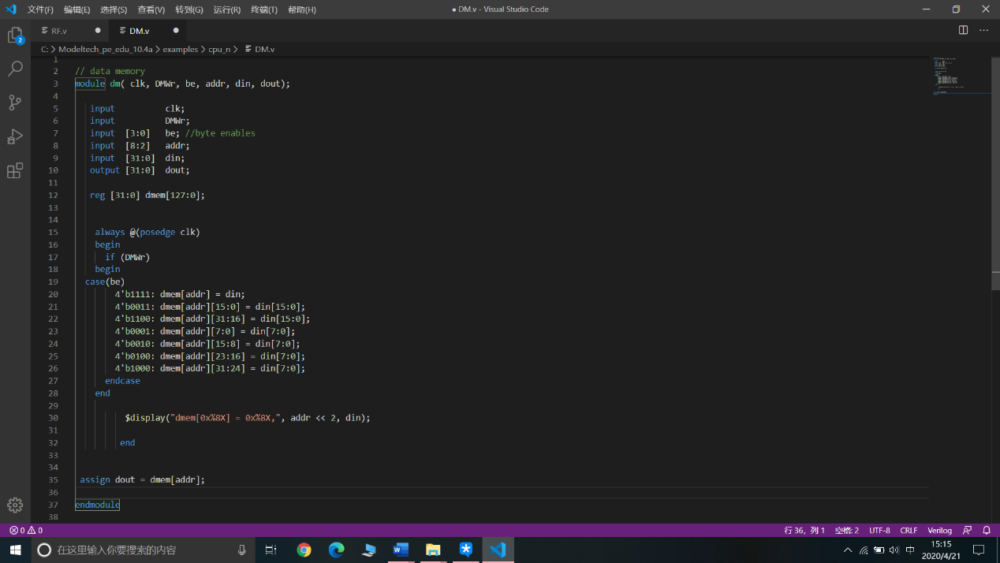 文件(F) 编辑(E) 选择(S) 查看(V) 转到(G) 运行(R) 终端(T) 帮助(H) ● DM.v - Visual Studio Code
RF.v ● DM.v ●
C: > Modeltech_pe_edu_10.4a > examples > cpu_n > DM.v
2
1
2 // data memory
3 module dm( clk, DMWr, be, addr, din, dout);
4
5 input clk;
6 input DMWr;
7 input [3:0] be; //byte enables
8 input [8:2] addr;
9 input [31:0] din;
10 output [31:0] dout;
11
12 reg [31:0] dmem[127:0];
13
14
15 always @(posedge clk)
16 begin
17 if (DMWr)
18 begin
19 case(be)
20 4'b1111: dmem[addr] = din;
21 4'b0011: dmem[addr][15:0] = din[15:0];
22 4'b1100: dmem[addr][31:16] = din[15:0];
23 4'b0001: dmem[addr][7:0] = din[7:0];
24 4'b0010: dmem[addr][15:8] = din[7:0];
25 4'b0100: dmem[addr][23:16] = din[7:0];
26 4'b1000: dmem[addr][31:24] = din[7:0];
27 endcase
28 end
29
30 $display("dmem[0x%8X] = 0x%8X,", addr << 2, din);
31
32 end
33
34
35 assign dout = dmem[addr];
36
37 endmodule
38
0 0 行 36，列 1 空格: 2 UTF-8 CRLF Verilog
在这里输入你要搜索的内容 中 15:15
2020/4/21